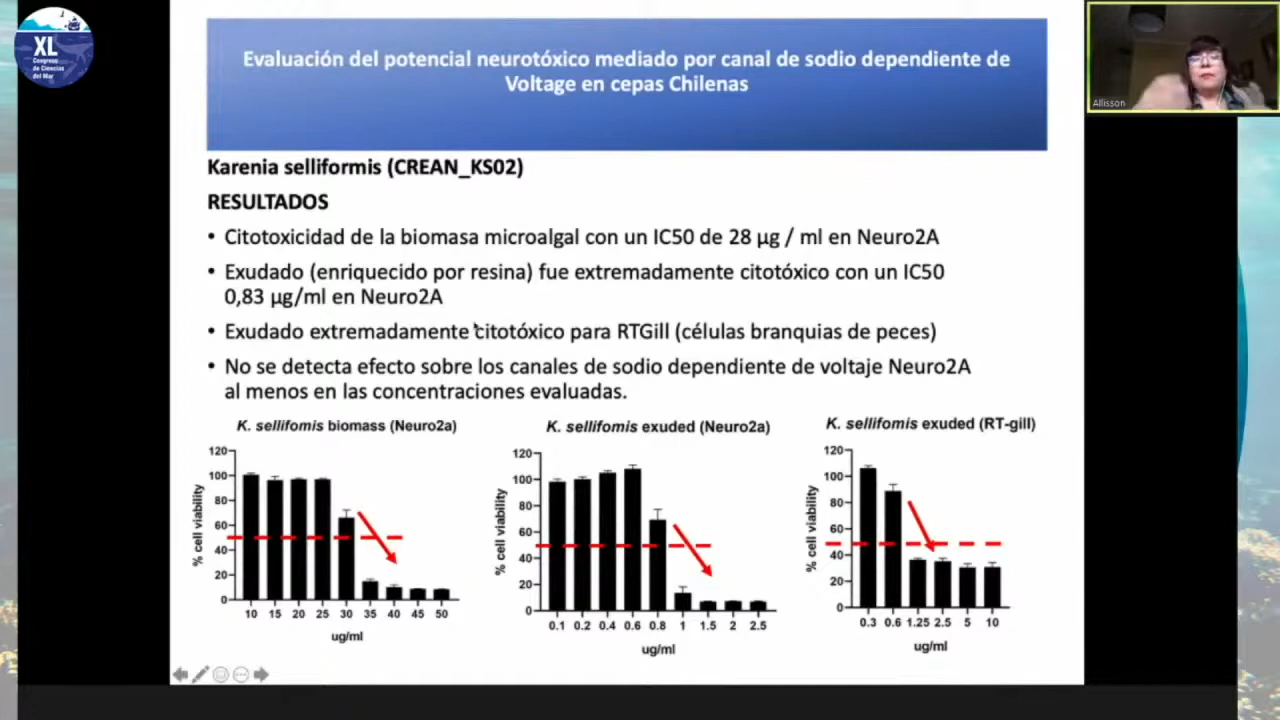 XL
Congreso
de Ciencias
del Mar
Evaluación del potencial neurotóxico mediado por canal de sodio dependiente de
Voltage en cepas Chilenas
Allisson
Karenia selliformis (CREAN_KS02)
RESULTADOS
• Citotoxicidad de la biomasa microalgal con un IC50 de 28 µg / ml en Neuro2A
• Exudado (enriquecido por resina) fue extremadamente citotóxico con un IC50
0,83 µg/ml en Neuro2A
• Exudado extremadamente citotóxico para RTGill (células branquias de peces)
• No se detecta efecto sobre los canales de sodio dependiente de voltaje Neuro2A
al menos en las concentraciones evaluadas.
K. sellifomis biomass (Neuro2a)
% cell viability
120
100
80
60
40
20
0
10 15 20 25 30 35 40 45 50
ug/ml
K. sellifomis exuded (Neuro2a)
% cell viability
120
100
80
60
40
20
0
0.1 0.2 0.4 0.6 0.8 1 1.5 2 2.5
ug/ml
K. sellifomis exuded (RT-gill)
% cell viability
120
100
80
60
40
20
0
0.3 0.6 1.25 2.5 5 10
ug/ml